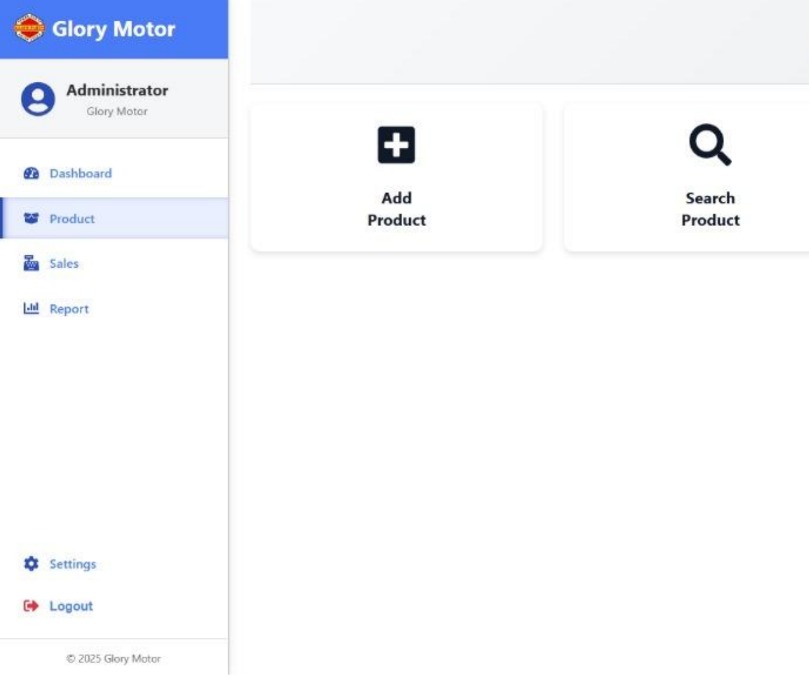 Glory Motor
Administrator
Glory Motor
Dashboard
Product
Sales
Report
Settings
Logout
© 2025 Glory Motor
Add
Product
Search
Product